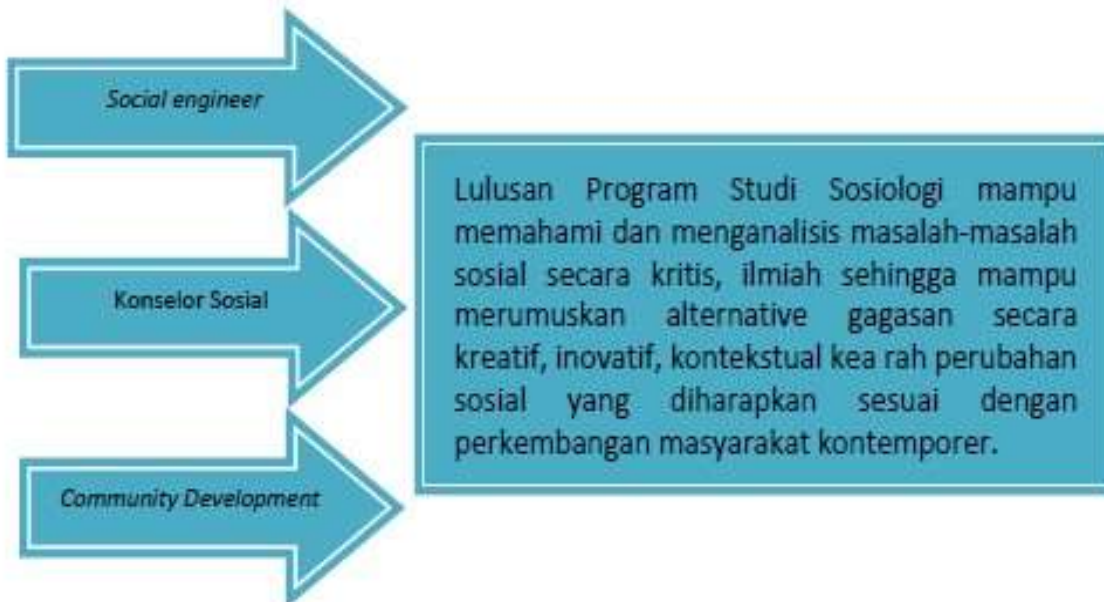 Social engineer
Konselor Sosial
Community Development
Lulusan Program Studi Sosiologi mampu
memahami dan menganalisis masalah-masalah
sosial secara kritis, ilmiah sehingga mampu
merumuskan alternative gagasan secara
kreatif, inovatif, kontekstual kea rah perubahan
sosial yang diharapkan sesuai dengan
perkembangan masyarakat kontemporer.